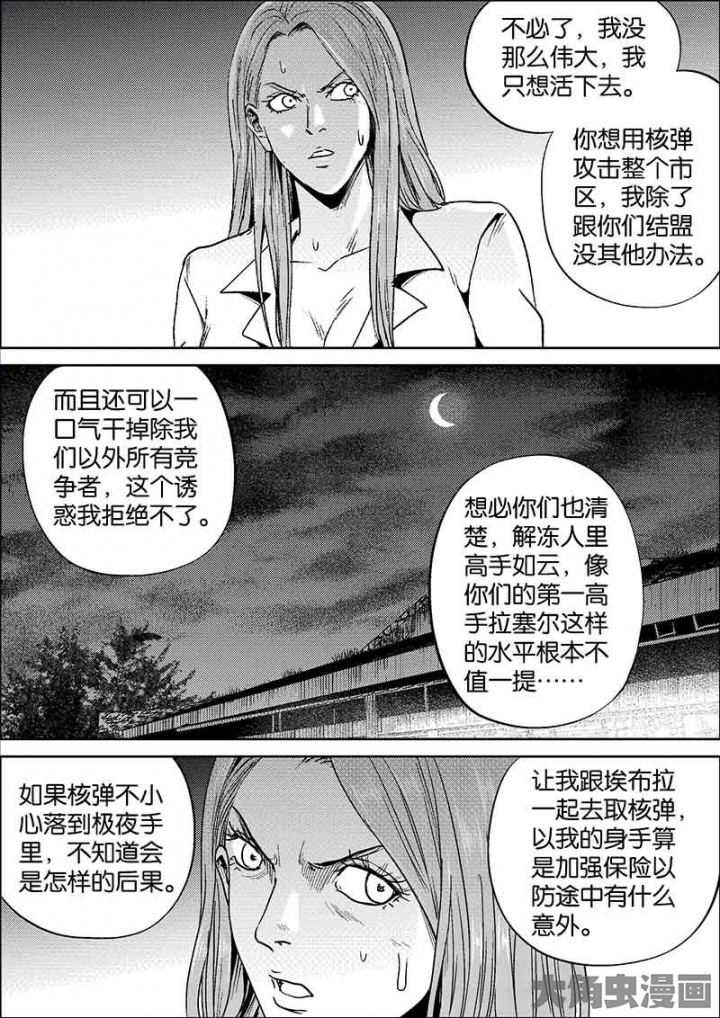 不必了，我没
那么伟大，我
只想活下去。
你想用核弹
攻击整个市
区，我除了
跟你们结盟
没其他办法。
而且还可以一
口气干掉除我
们以外所有竞
争者，这个诱
惑我拒绝不了。
想必你们也清
楚，解冻人里
高手如云，像
你们的第一高
手拉塞尔这样
的水平根本不
值一提……
如果核弹不小
心落到极夜手
里，不知道会
是怎样的后果。
让我跟埃布拉
一起去取核弹，
以我的身手算
是加强保险以
防途中有什么
意外。
大角虫漫画